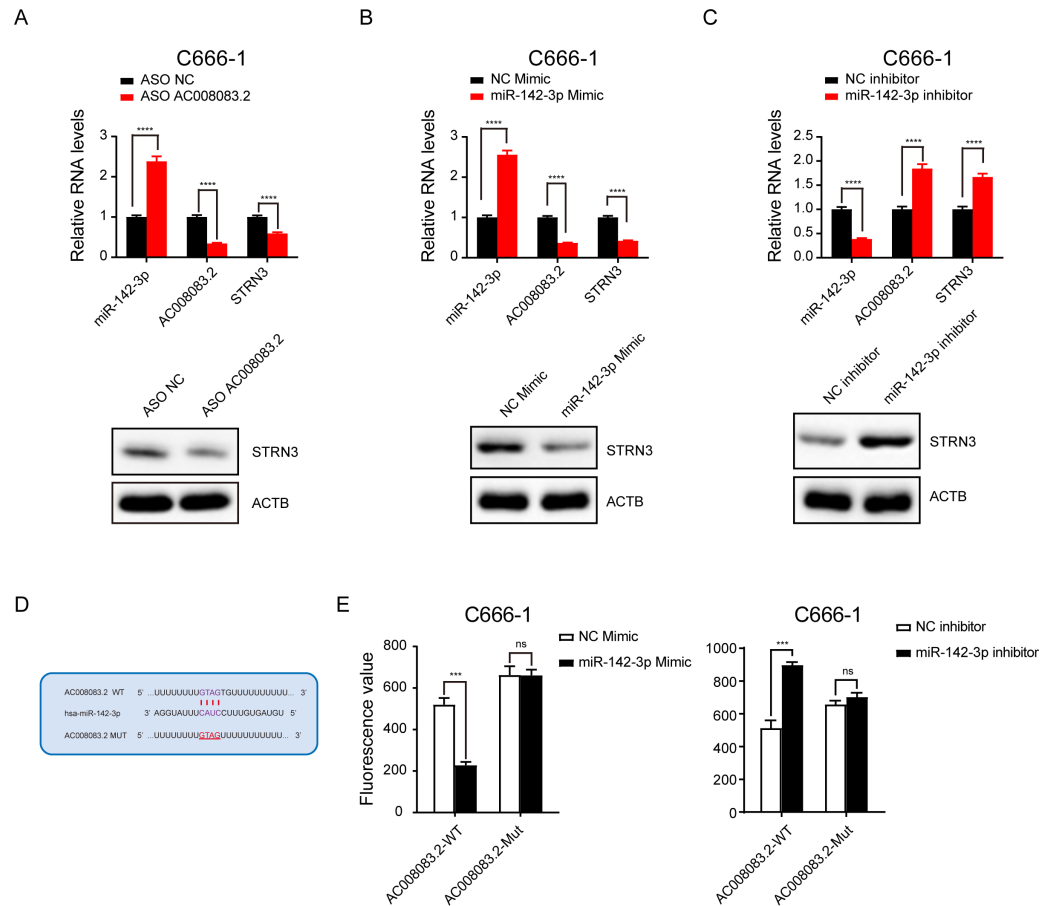 A
C666-1
ASO NC
ASO AC008083.2
Relative RNA levels
3
2
1
0
****
****
****
miR-142-3p
AC008083.2
STRN3
ASO NC
ASO AC008083.2
STRN3
ACTB
B
C666-1
NC Mimic
miR-142-3p Mimic
Relative RNA levels
3
2
1
0
****
****
****
miR-142-3p
AC008083.2
STRN3
NC Mimic
miR-142-3p Mimic
STRN3
ACTB
C
C666-1
NC inhibitor
miR-142-3p inhibitor
Relative RNA levels
2.5
2.0
1.5
1.0
0.5
0.0
****
****
****
miR-142-3p
AC008083.2
STRN3
NC inhibitor
miR-142-3p inhibitor
STRN3
ACTB
D
AC008083.2 WT 5' ...UUUUUUUUGTAGTGUUUUUUUUUU... 3'
hsa-miR-142-3p 3' AGGUAUUUCAUCCUUUGUGAUGU 5'
AC008083.2 MUT 5' ...UUUUUUUUGTAGUUUUUUUUUUU... 3'
E
C666-1
NC Mimic
miR-142-3p Mimic
Fluorescence value
800
600
400
200
0
***
ns
AC008083.2-WT
AC008083.2-Mut
C666-1
NC inhibitor
miR-142-3p inhibitor
1000
800
600
400
200
0
***
ns
AC008083.2-WT
AC008083.2-Mut